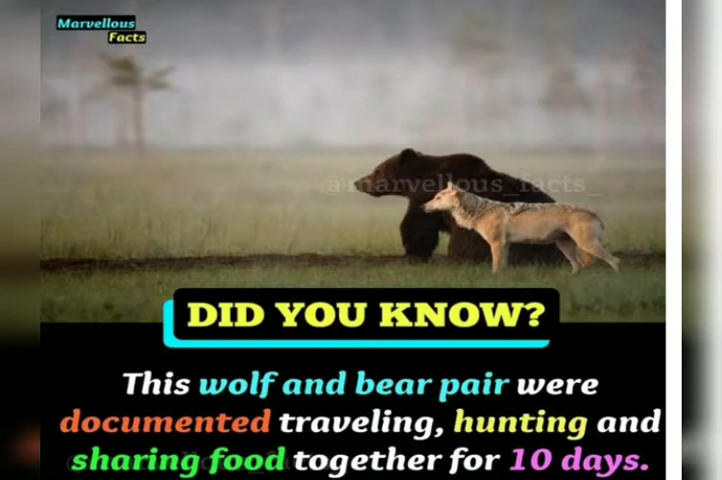 Marvellous
Facts
@marvellous_facts_
DID YOU KNOW?
This wolf and bear pair were
documented traveling, hunting and
sharing food together for 10 days.